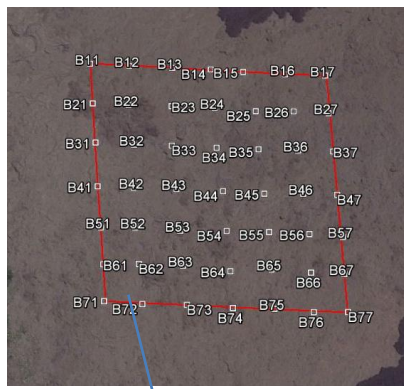 B11 B12 B13 B14 B15 B16 B17
B21 B22 B23 B24 B25 B26 B27
B31 B32 B33 B34 B35 B36 B37
B41 B42 B43 B44 B45 B46 B47
B51 B52 B53 B54 B55 B56 B57
B61 B62 B63 B64 B65 B66 B67
B71 B72 B73 B74 B75 B76 B77